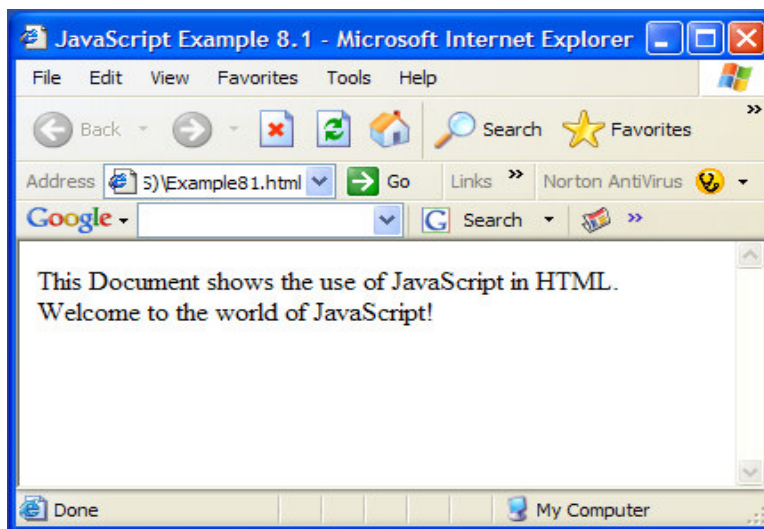 JavaScript Example 8.1 - Microsoft Internet Explorer
File Edit View Favorites Tools Help
Back Search Favorites »
Address S)\Example81.html Go Links » Norton AntiVirus
Google G Search »
This Document shows the use of JavaScript in HTML.
Welcome to the world of JavaScript!
Done My Computer